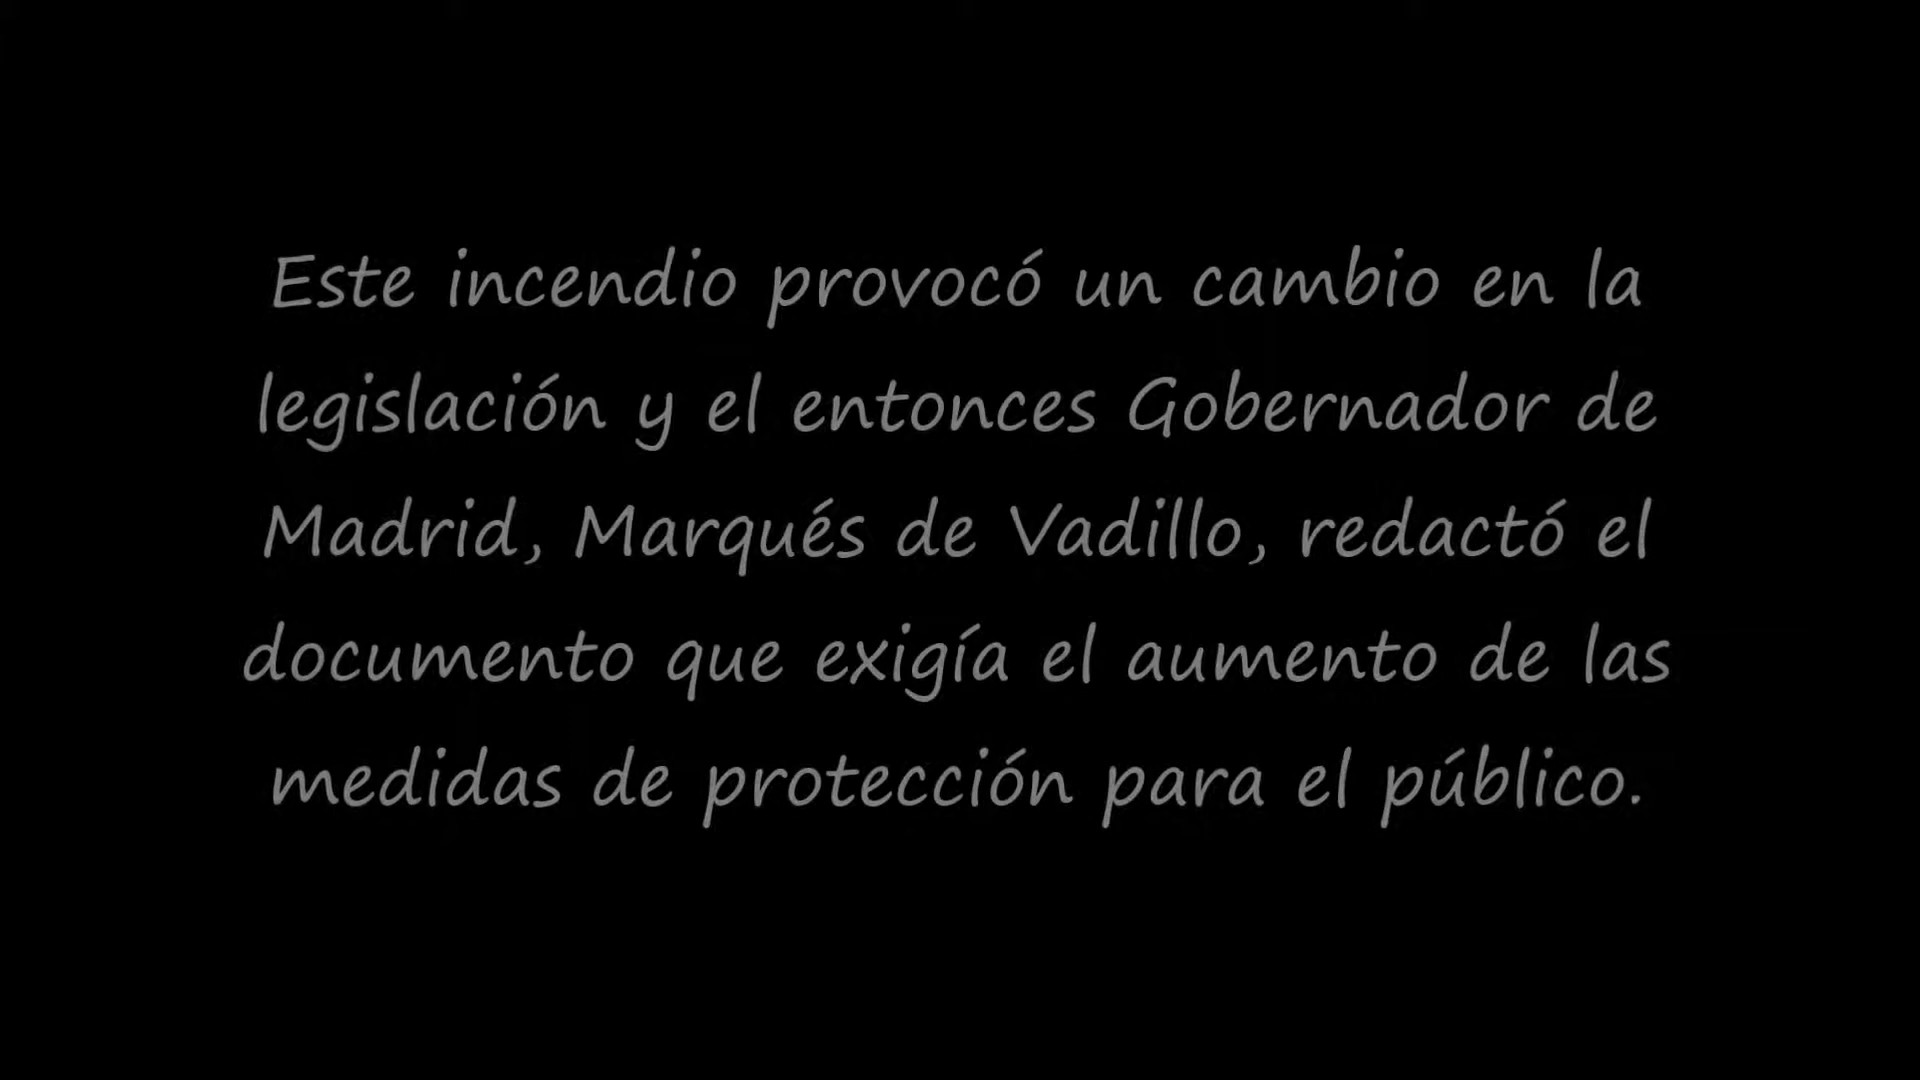 Este incendio provocó un cambio en la
legislación y el entonces Gobernador de
Madrid, Marqués de Vadillo, redactó el
documento que exigía el aumento de las
medidas de protección para el público.